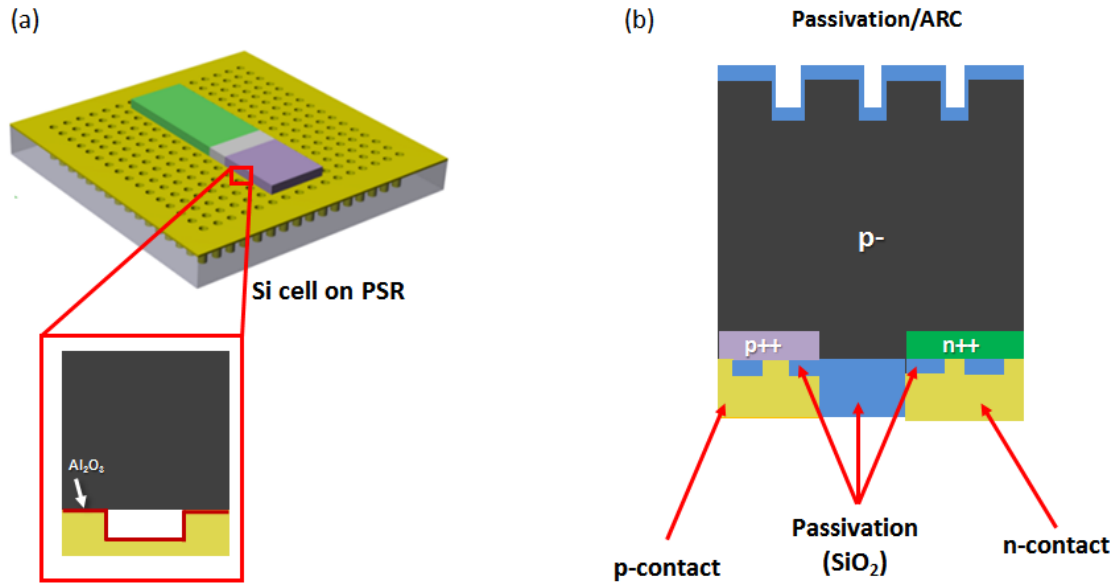 (a)
Si cell on PSR
Al₂O₃
(b)
Passivation/ARC
p-
p++
n++
p-contact
Passivation
(SiO₂)
n-contact